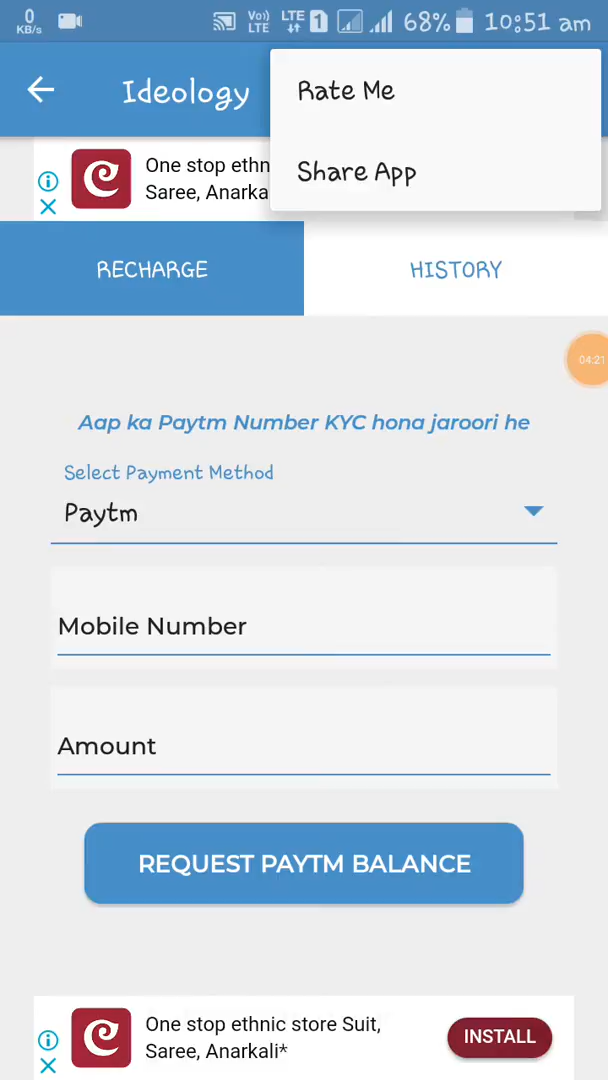 0
KB/s
Vo)
LTE
LTE
1
68%
10:51 am
Ideology
Rate Me
Share App
One stop ethn
Saree, Anarka
RECHARGE
HISTORY
04:21
Aap ka Paytm Number KYC hona jaroori he
Select Payment Method
Paytm
Mobile Number
Amount
REQUEST PAYTM BALANCE
One stop ethnic store Suit,
Saree, Anarkali*
INSTALL